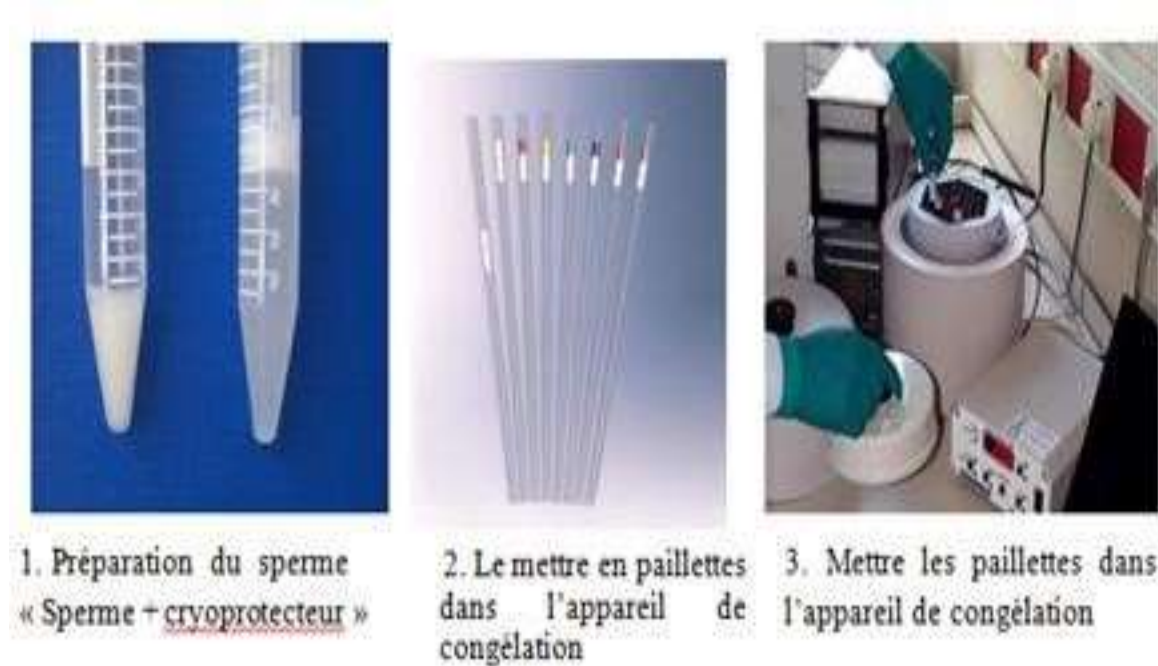 1. Préparation du sperme
« Sperme + cryoprotecteur »
2. Le mettre en paillettes
dans l'appareil de
congélation
3. Mettre les paillettes dans
l'appareil de congélation